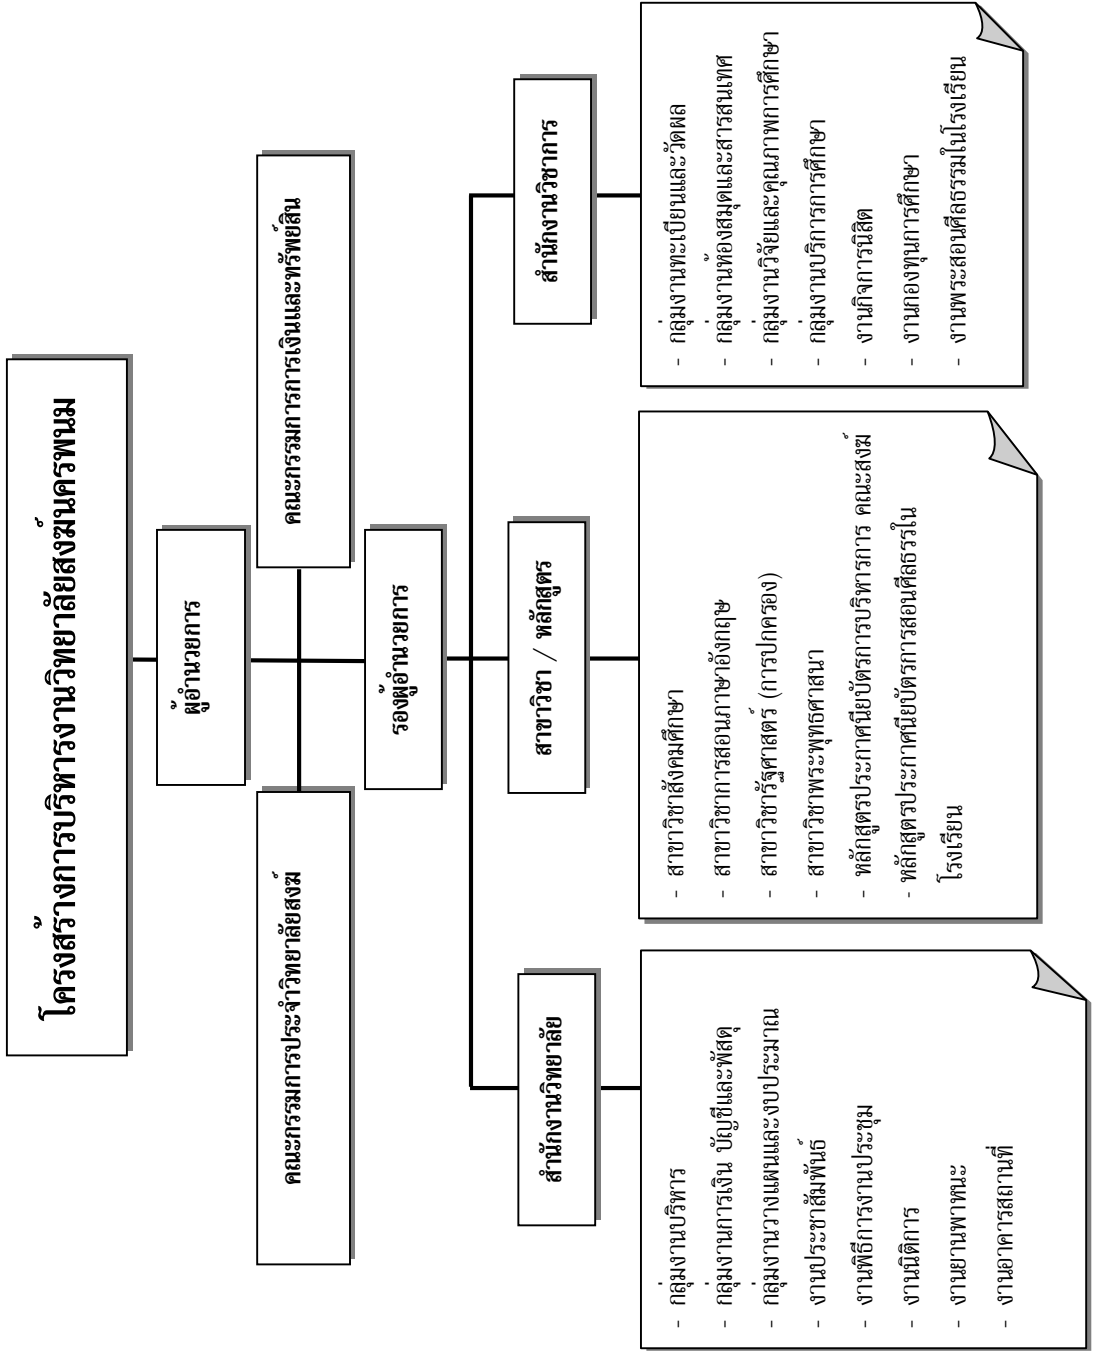 โครงสร้างการบริหารงานวิทยาลัยสงฆ์นครพนม
ผู้อำนวยการ
คณะกรรมการประจำวิทยาลัยสงฆ์
คณะกรรมการการเงินและทรัพย์สิน
รองผู้อำนวยการ
สำนักงานวิทยาลัย
สาขาวิชา / หลักสูตร
สำนักงานวิชาการ
- กลุ่มงานบริหาร
- กลุ่มงานการเงิน บัญชีและพัสดุ
- กลุ่มงานวางแผนและงบประมาณ
- งานประชาสัมพันธ์
- งานพิธีการงานประชุม
- งานนิติการ
- งานยานพาหนะ
- งานอาคารสถานที่
- สาขาวิชาสังคมศึกษา
- สาขาวิชาการสอนภาษาอังกฤษ
- สาขาวิชารัฐศาสตร์ (การปกครอง)
- สาขาวิชาพระพุทธศาสนา
- หลักสูตรประกาศนียบัตรการบริหารการ คณะสงฆ์
- หลักสูตรประกาศนียบัตรการสอนศีลธรรใน
โรงเรียน
- กลุ่มงานทะเบียนและวัดผล
- กลุ่มงานห้องสมุดและสารสนเทศ
- กลุ่มงานวิจัยและคุณภาพการศึกษา
- กลุ่มงานบริการการศึกษา
- งานกิจการนิสิต
- งานกองทุนการศึกษา
- งานพระสอนศีลธรรมในโรงเรียน